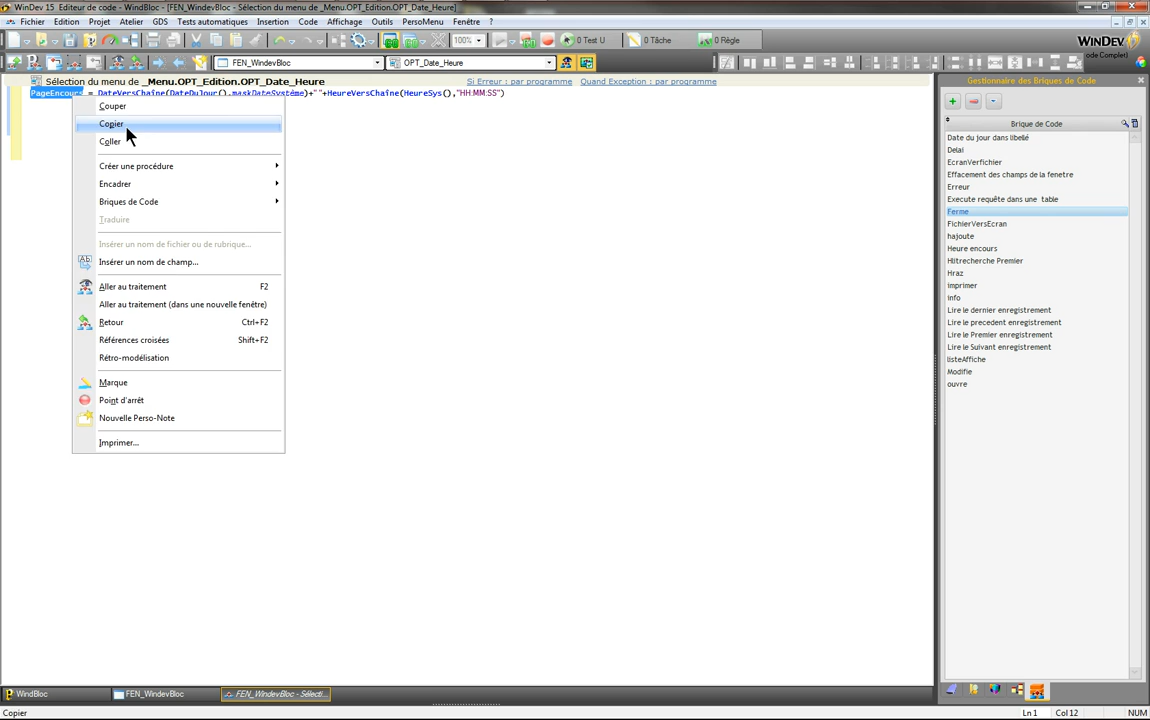 WinDev 15 Editeur de code - WindBloc - [FEN_WindevBloc - Sélection du menu de _Menu.OPT_Edition.OPT_Date_Heure]
Fichier Edition Projet Atelier GDS Tests automatiques Insertion Code Affichage Outils PersoMenu Fenêtre ?
100% GO GO 0 Test U 0 Tâche 0 Règle
WINDEV
FEN_WindevBloc OPT_Date_Heure
ode Complet)
Sélection du menu de _Menu.OPT_Edition.OPT_Date_Heure Si Erreur : par programme Quand Exception : par programme
PageEncours = DateVersChaîne(DateDuJour(),maskDateSystème)+" "+HeureVersChaîne(HeureSys(),"HH:MM:SS")
Couper
Copier
Coller
Créer une procédure
Encadrer
Briques de Code
Traduire
Insérer un nom de fichier ou de rubrique...
Insérer un nom de champ...
Aller au traitement F2
Aller au traitement (dans une nouvelle fenêtre)
Retour Ctrl+F2
Références croisées Shift+F2
Rétro-modélisation
Marque
Point d'arrêt
Nouvelle Perso-Note
Imprimer...
Gestionnaire des Briques de Code
Brique de Code
Date du jour dans libellé
Delai
EcranVerfichier
Effacement des champs de la fenetre
Erreur
Execute requête dans une table
Ferme
FichierVersEcran
hajoute
Heure encours
Hlitrecherche Premier
Hraz
imprimer
info
Lire le dernier enregistrement
Lire le precedent enregistrement
Lire le Premier enregistrement
Lire le Suivant enregistrement
listeAffiche
Modifie
ouvre
WindBloc FEN_WindevBloc FEN_WindevBloc - Sélecti...
Copier Ln 1 Col 12 NUM